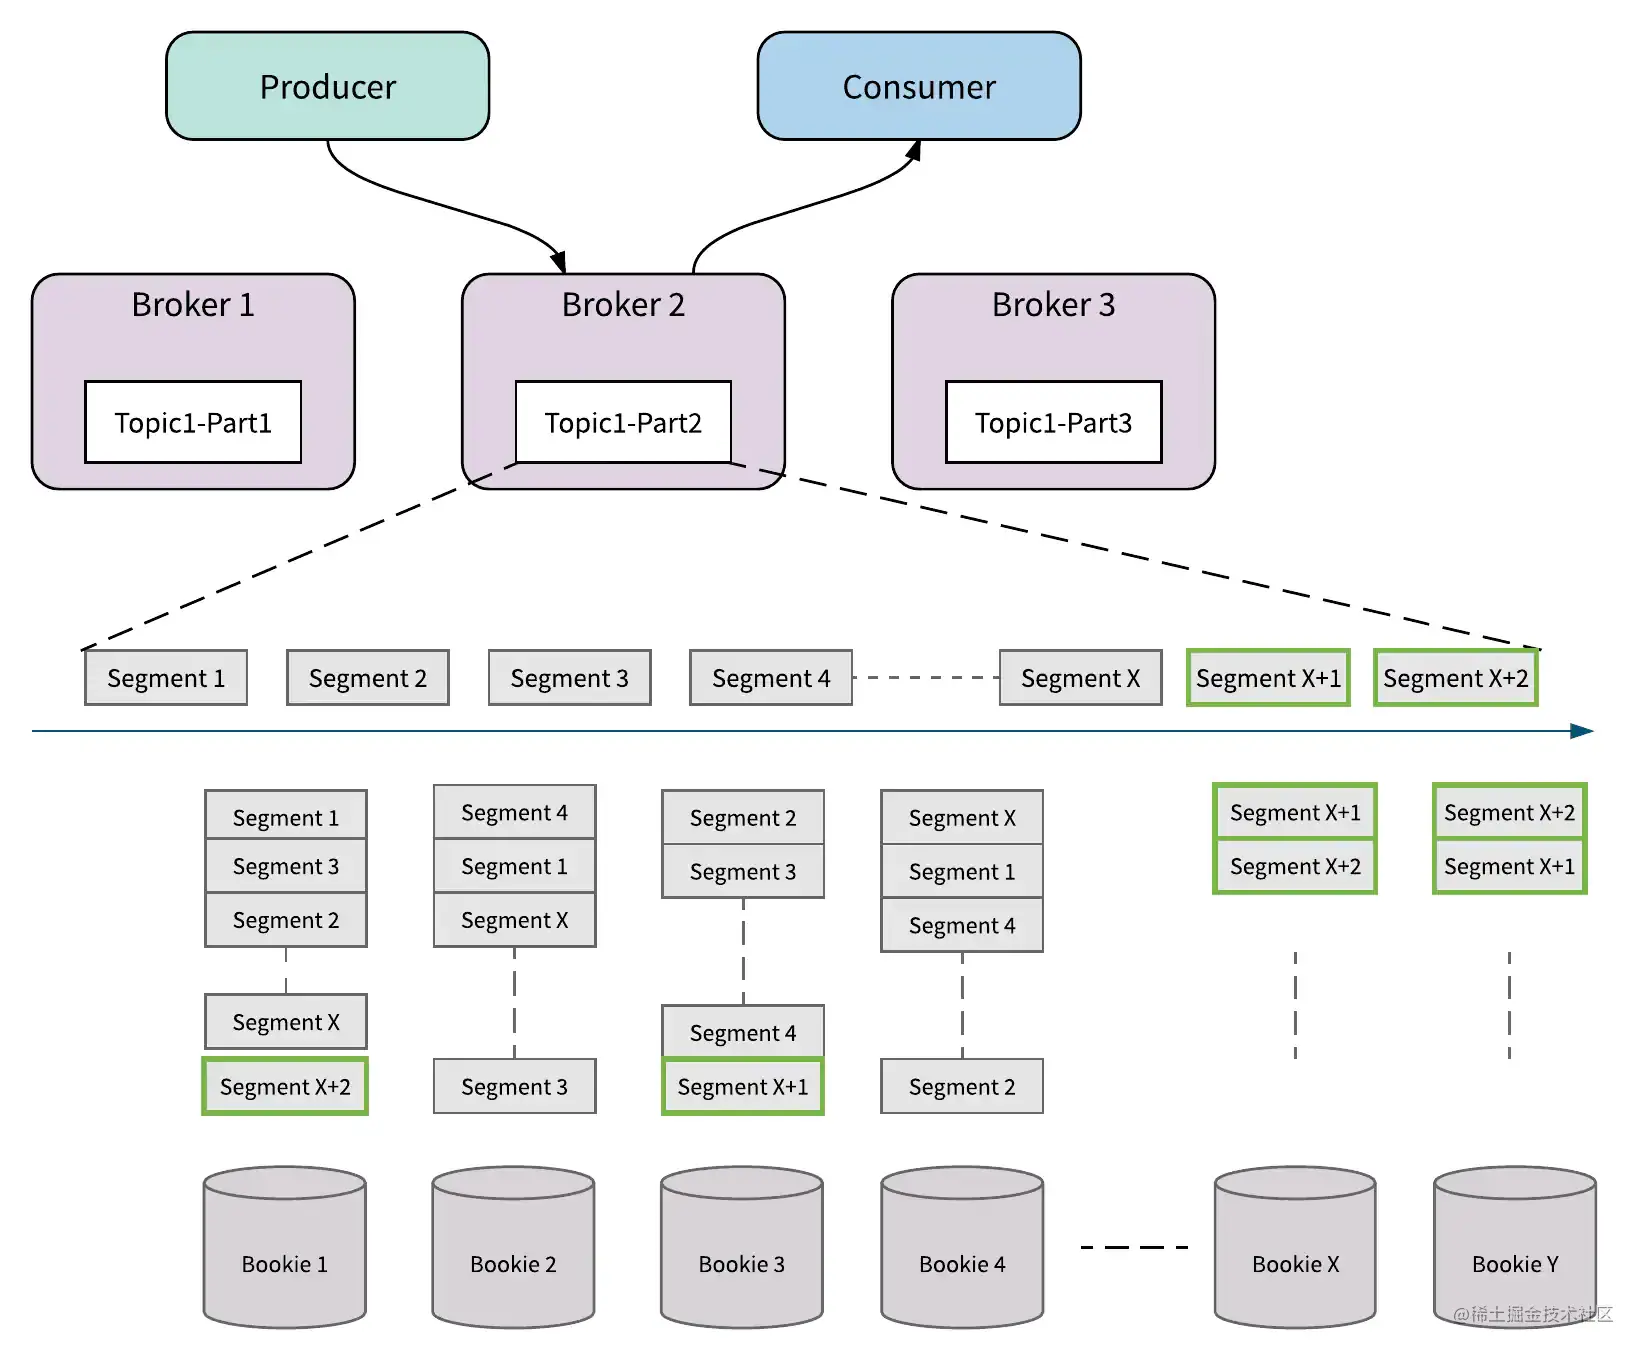 Producer
Consumer
Broker 1
Broker 2
Broker 3
Topic1-Part1
Topic1-Part2
Topic1-Part3
Segment 1
Segment 2
Segment 3
Segment 4
Segment X
Segment X+1
Segment X+2
Segment 1
Segment 3
Segment 2
Segment X
Segment X+2
Segment 4
Segment 1
Segment X
Segment 3
Segment 2
Segment 3
Segment 4
Segment X+1
Segment X
Segment 1
Segment 4
Segment 2
Segment X+1
Segment X+2
Segment X+2
Segment X+1
Bookie 1
Bookie 2
Bookie 3
Bookie 4
Bookie X
Bookie Y
@稀土掘金技术社区